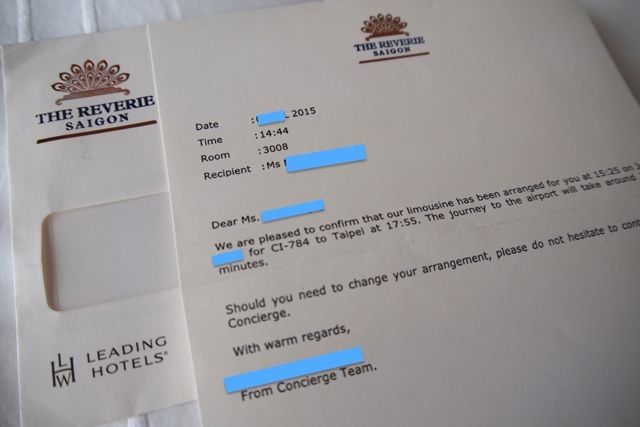 THE REVERIE
SAIGON
THE REVERIE
SAIGON
Date : 2015
Time : 14:44
Room : 3008
Recipient : Ms
Dear Ms.
We are pleased to confirm that our limousine has been arranged for you at 15:25 on
for CI-784 to Taipei at 17:55. The journey to the airport will take around
minutes.
Should you need to change your arrangement, please do not hesitate to
Concierge.
With warm regards,
From Concierge Team.
LHW
LEADING
HOTELS®